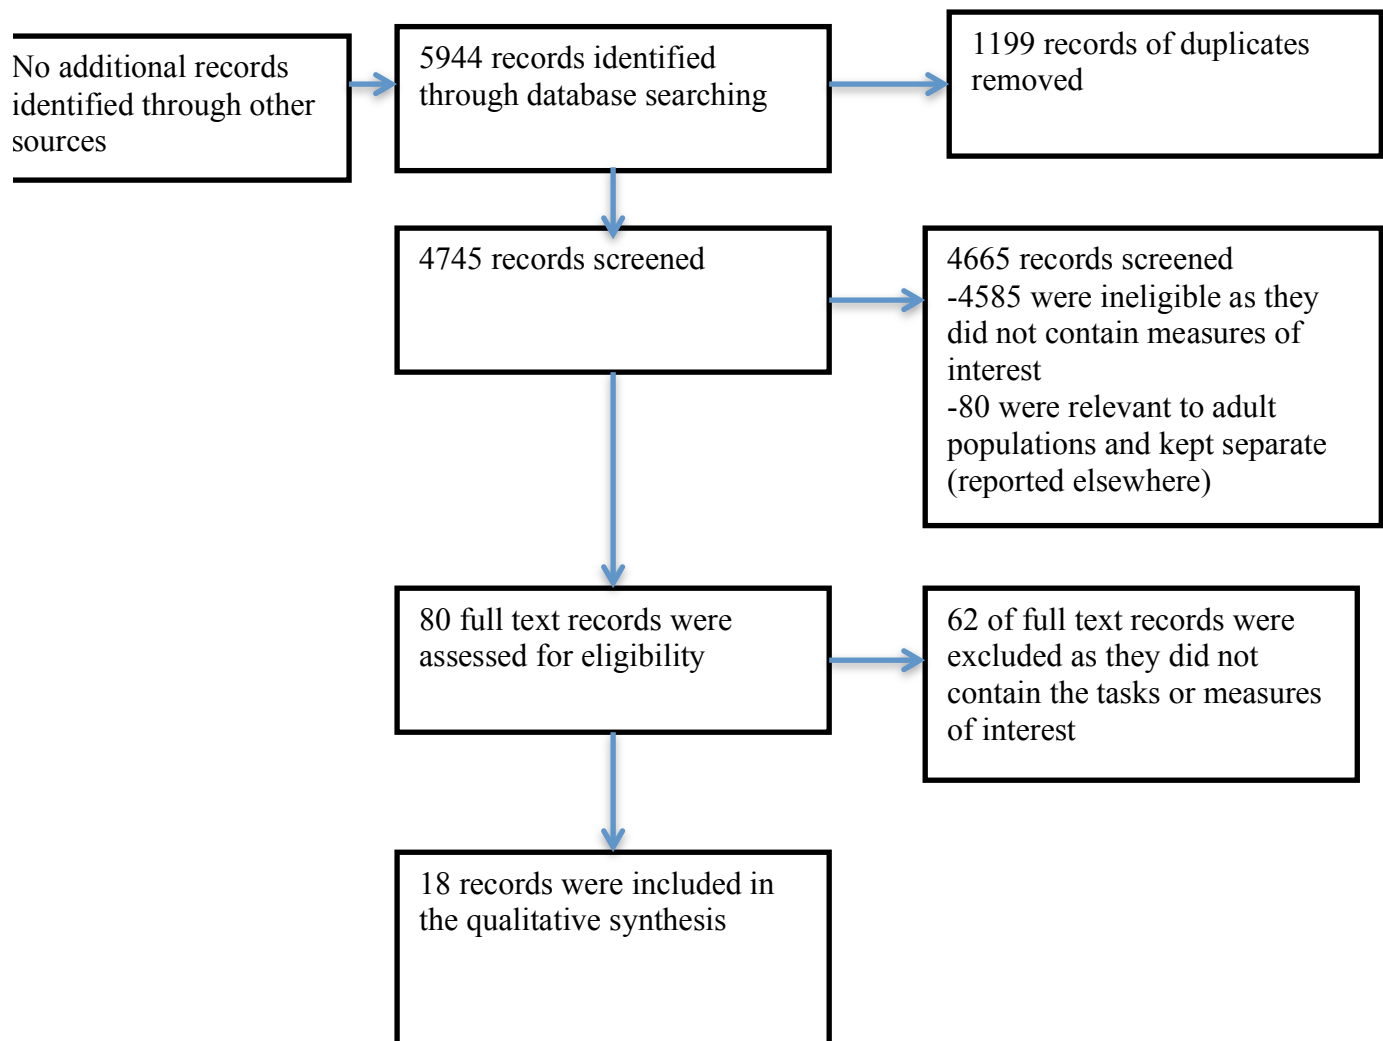 No additional records
identified through other
sources
5944 records identified
through database searching
1199 records of duplicates
removed
4745 records screened
4665 records screened
-4585 were ineligible as they
did not contain measures of
interest
-80 were relevant to adult
populations and kept separate
(reported elsewhere)
80 full text records were
assessed for eligibility
62 of full text records were
excluded as they did not
contain the tasks or measures
of interest
18 records were included in
the qualitative synthesis